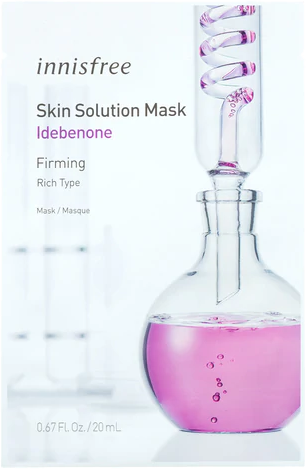 innisfree
Skin Solution Mask
Idebenone
Firming
Rich Type
Mask / Masque
0.67 Fl. Oz. / 20 mL